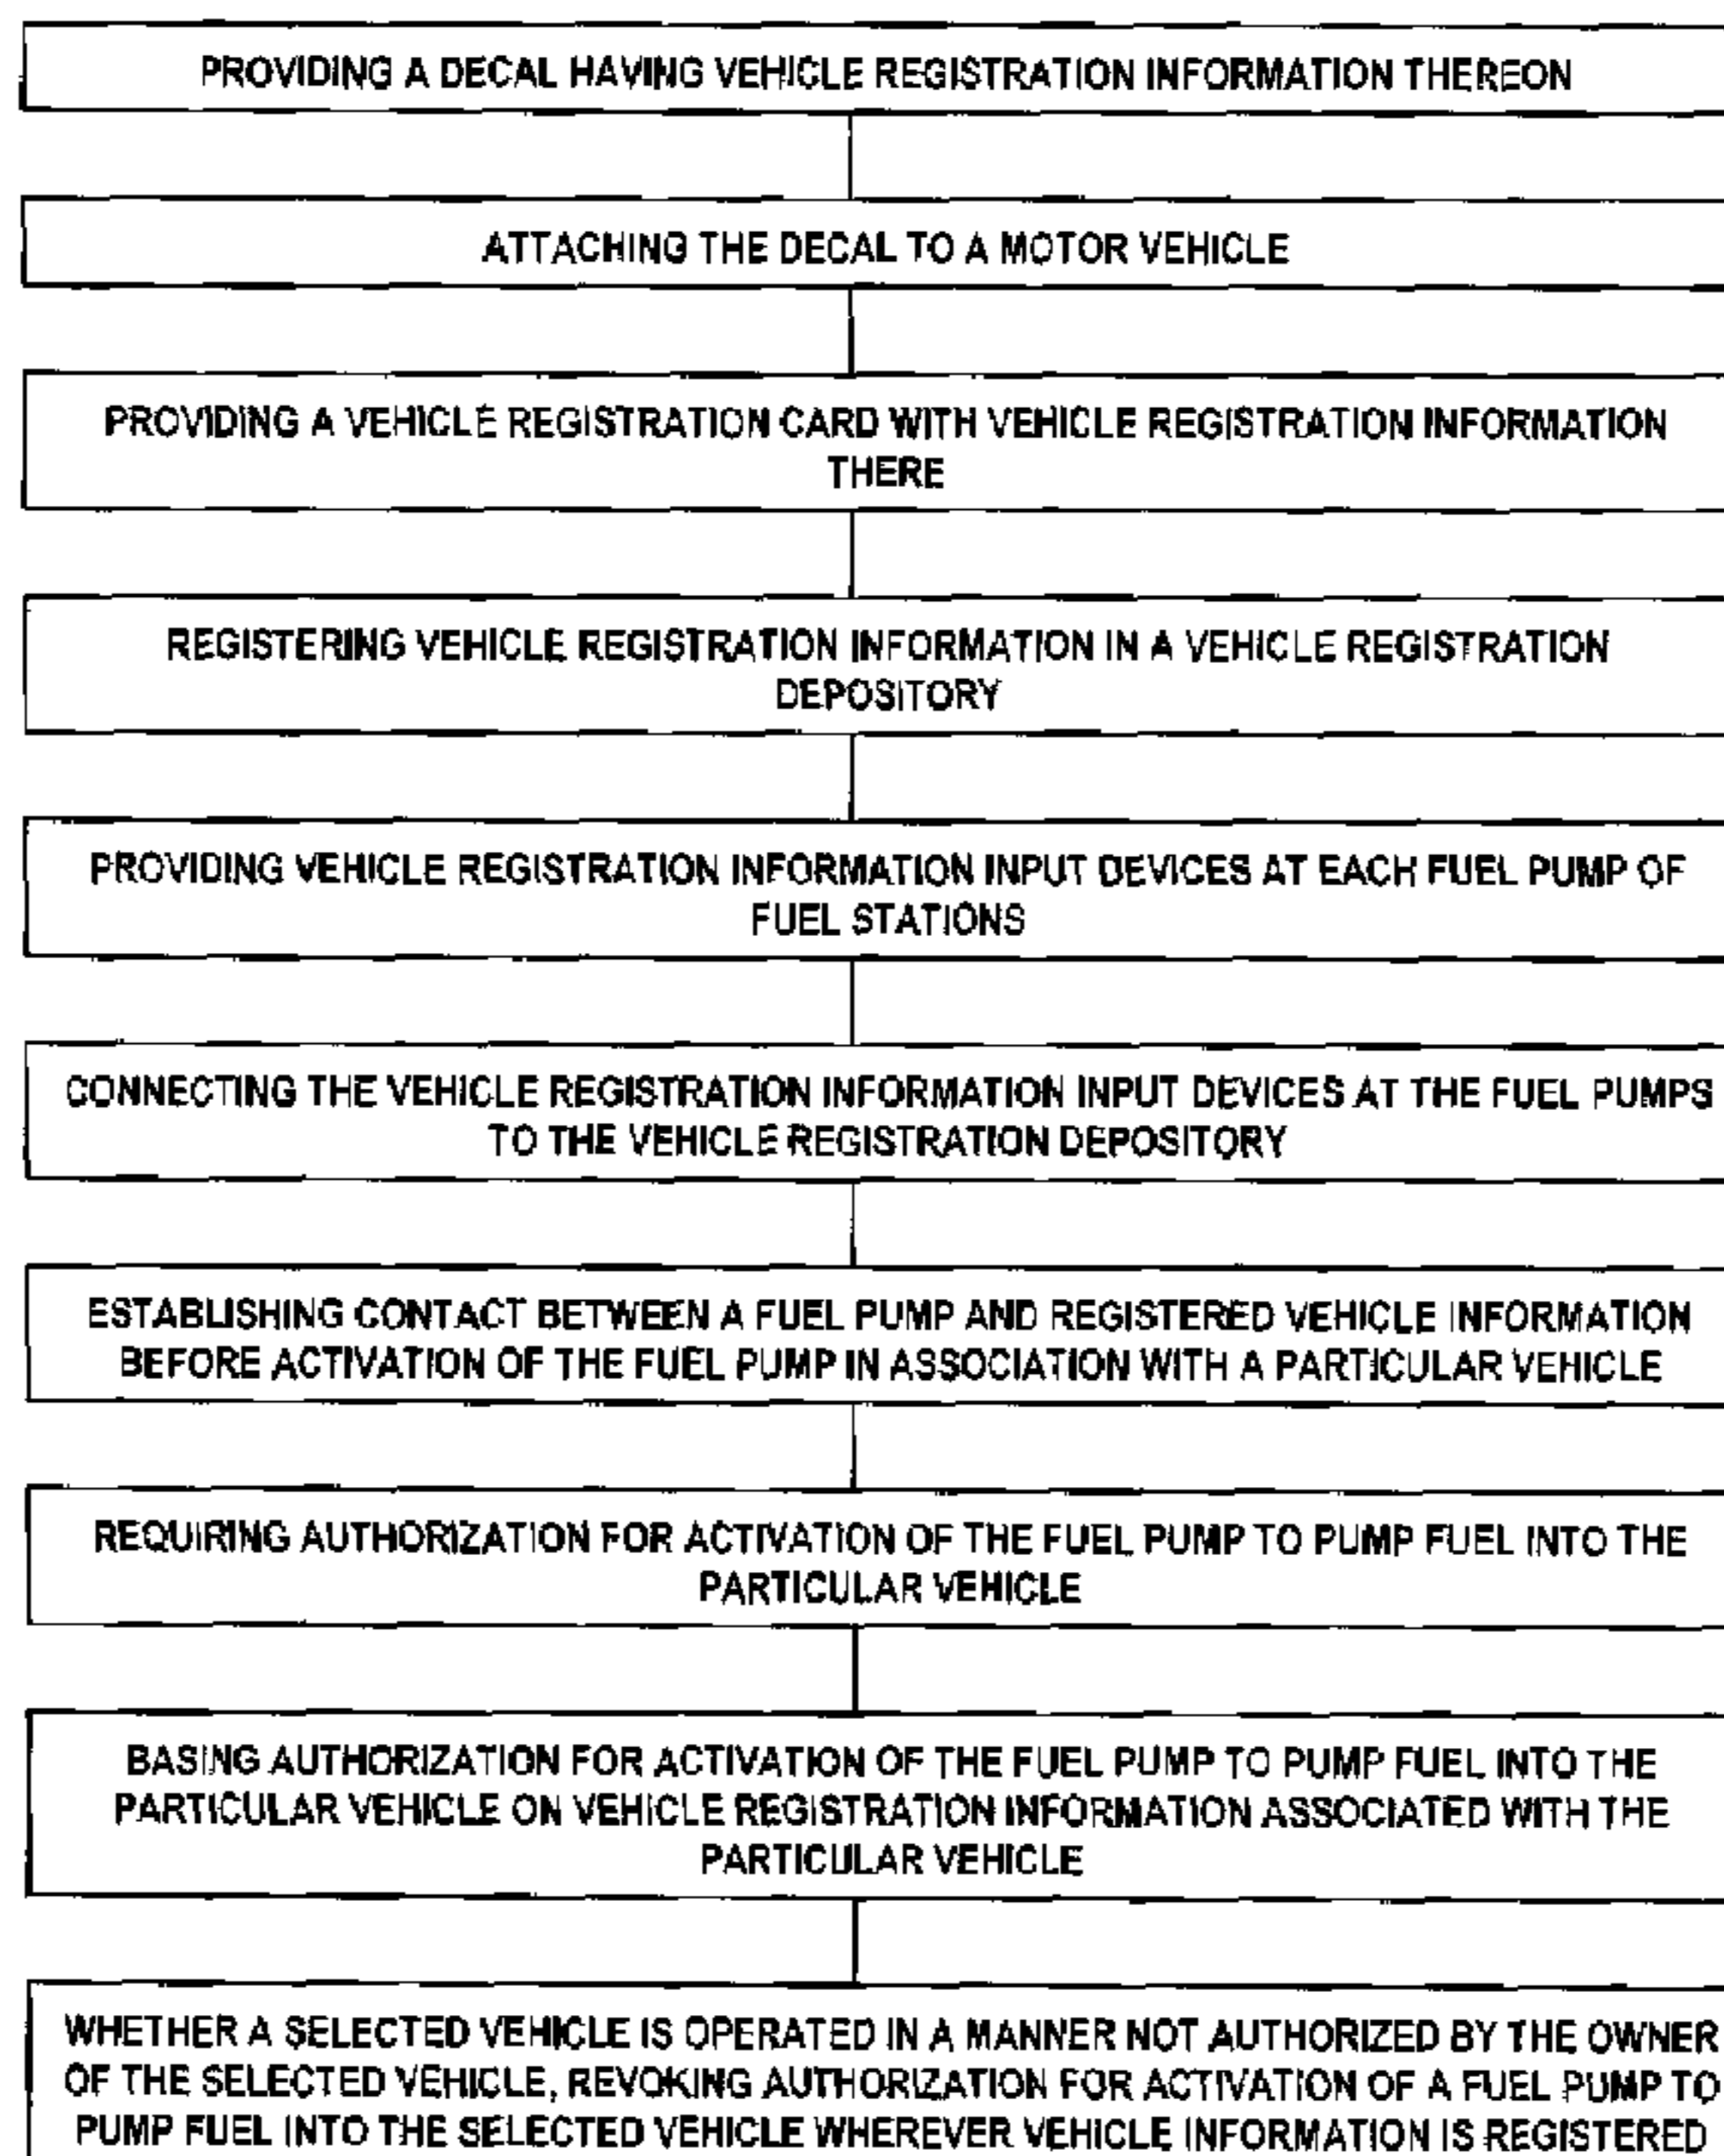 PROVIDING A DECAL HAVING VEHICLE REGISTRATION INFORMATION THEREON
ATTACHING THE DECAL TO A MOTOR VEHICLE
PROVIDING A VEHICLE REGISTRATION CARD WITH VEHICLE REGISTRATION INFORMATION
THERE
REGISTERING VEHICLE REGISTRATION INFORMATION IN A VEHICLE REGISTRATION
DEPOSITORY
PROVIDING VEHICLE REGISTRATION INFORMATION INPUT DEVICES AT EACH FUEL PUMP OF
FUEL STATIONS
CONNECTING THE VEHICLE REGISTRATION INFORMATION INPUT DEVICES AT THE FUEL PUMPS
TO THE VEHICLE REGISTRATION DEPOSITORY
ESTABLISHING CONTACT BETWEEN A FUEL PUMP AND REGISTERED VEHICLE INFORMATION
BEFORE ACTIVATION OF THE FUEL PUMP IN ASSOCIATION WITH A PARTICULAR VEHICLE
REQUIRING AUTHORIZATION FOR ACTIVATION OF THE FUEL PUMP TO PUMP FUEL INTO THE
PARTICULAR VEHICLE
BASING AUTHORIZATION FOR ACTIVATION OF THE FUEL PUMP TO PUMP FUEL INTO THE
PARTICULAR VEHICLE ON VEHICLE REGISTRATION INFORMATION ASSOCIATED WITH THE
PARTICULAR VEHICLE
WHETHER A SELECTED VEHICLE IS OPERATED IN A MANNER NOT AUTHORIZED BY THE OWNER
OF THE SELECTED VEHICLE, REVOKING AUTHORIZATION FOR ACTIVATION OF A FUEL PUMP TO
PUMP FUEL INTO THE SELECTED VEHICLE WHEREVER VEHICLE INFORMATION IS REGISTERED